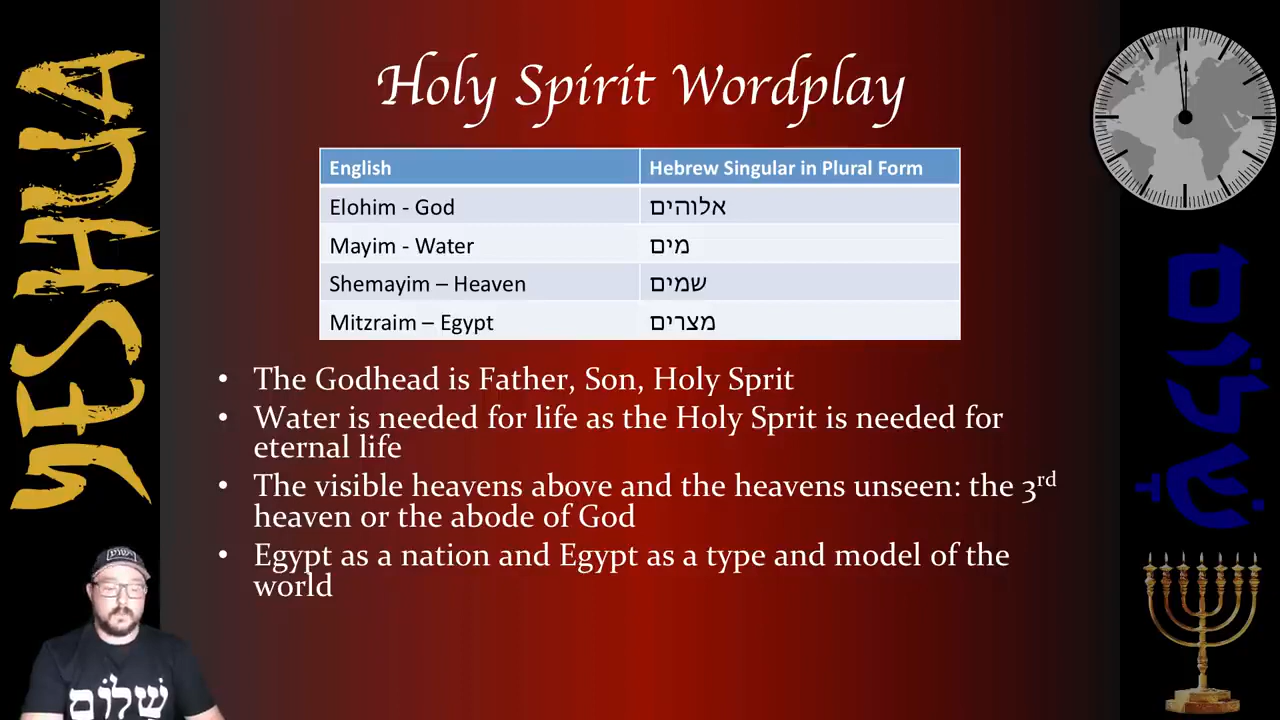 Holy Spirit Wordplay
English
Hebrew Singular in Plural Form
Elohim - God
אלוהים
Mayim - Water
מים
Shemayim – Heaven
שמים
Mitzraim – Egypt
מצרים
• The Godhead is Father, Son, Holy Sprit
• Water is needed for life as the Holy Sprit is needed for
eternal life
• The visible heavens above and the heavens unseen: the 3rd
heaven or the abode of God
• Egypt as a nation and Egypt as a type and model of the
world
YESHUA
שָׁלוֹם
שָׁלוֹם